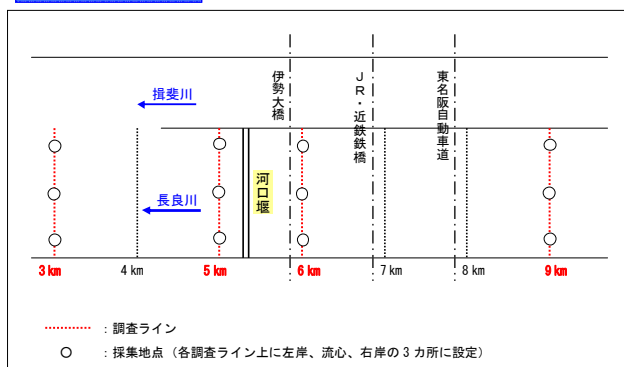 伊勢大橋
JR・近鉄鉄橋
東名阪自動車道
揖斐川
長良川
河口堰
3 km
4 km
5 km
6 km
7 km
8 km
9 km
：調査ライン
：採集地点（各調査ライン上に左岸、流心、右岸の3カ所に設定）